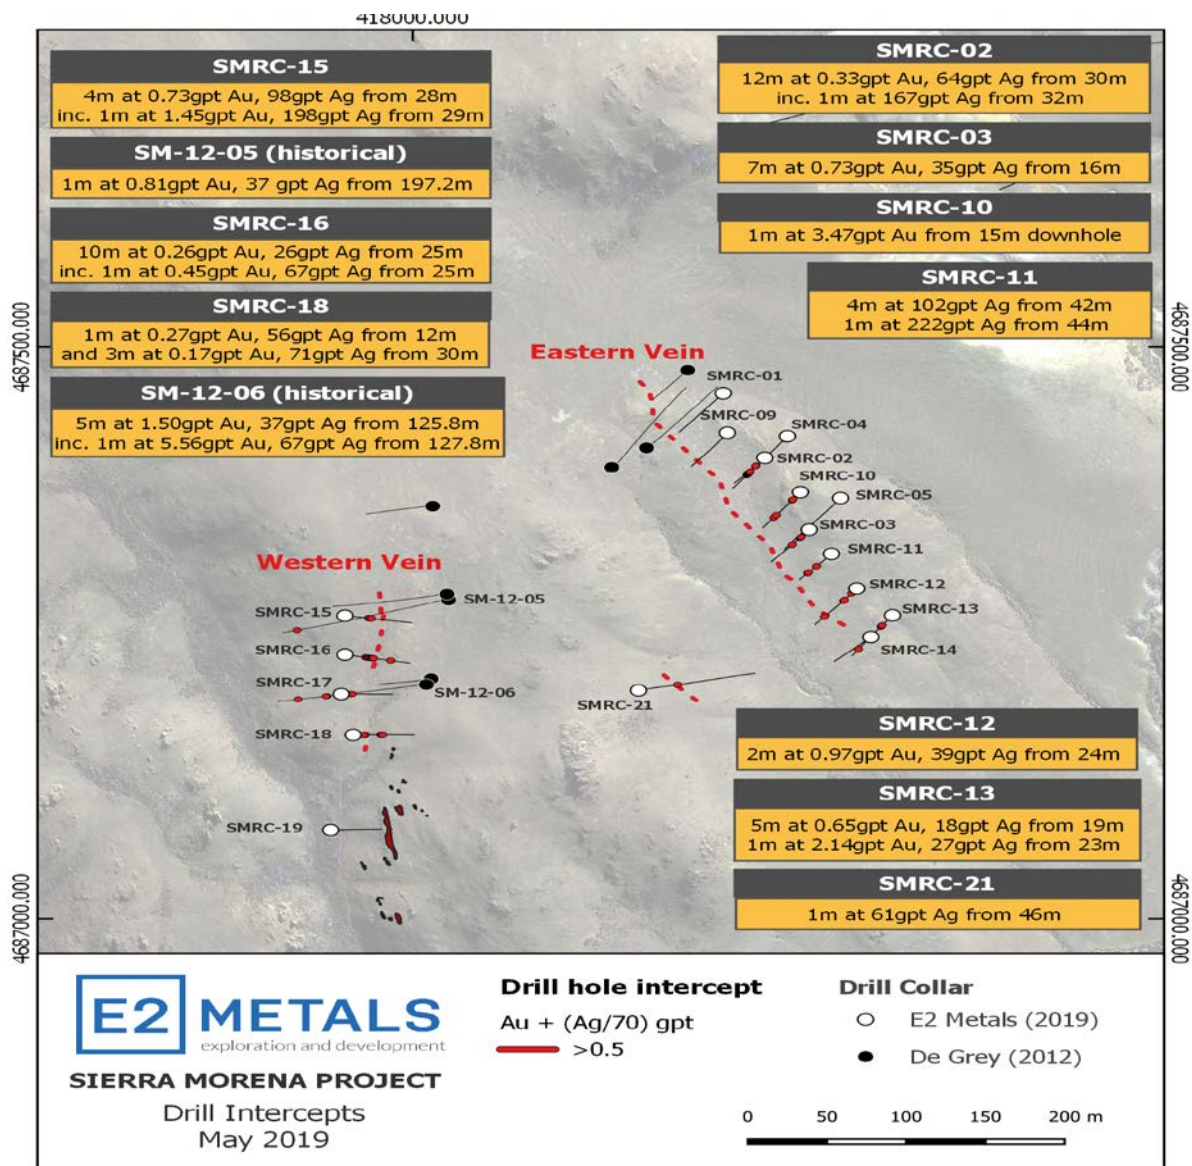 418000.000
SMRC-15
4m at 0.73gpt Au, 98gpt Ag from 28m
inc. 1m at 1.45gpt Au, 198gpt Ag from 29m
SM-12-05 (historical)
1m at 0.81gpt Au, 37 gpt Ag from 197.2m
SMRC-16
10m at 0.26gpt Au, 26gpt Ag from 25m
inc. 1m at 0.45gpt Au, 67gpt Ag from 25m
SMRC-18
1m at 0.27gpt Au, 56gpt Ag from 12m
and 3m at 0.17gpt Au, 71gpt Ag from 30m
SM-12-06 (historical)
5m at 1.50gpt Au, 37gpt Ag from 125.8m
inc. 1m at 5.56gpt Au, 67gpt Ag from 127.8m
SMRC-02
12m at 0.33gpt Au, 64gpt Ag from 30m
inc. 1m at 167gpt Ag from 32m
SMRC-03
7m at 0.73gpt Au, 35gpt Ag from 16m
SMRC-10
1m at 3.47gpt Au from 15m downhole
SMRC-11
4m at 102gpt Ag from 42m
1m at 222gpt Ag from 44m
4687500.000
4687500.000
Eastern Vein
SMRC-01
SMRC-09
SMRC-04
SMRC-02
SMRC-10
SMRC-05
SMRC-03
SMRC-11
SMRC-12
SMRC-13
SMRC-14
Western Vein
SMRC-15
SM-12-05
SMRC-16
SMRC-17
SM-12-06
SMRC-21
SMRC-18
SMRC-19
SMRC-12
2m at 0.97gpt Au, 39gpt Ag from 24m
SMRC-13
5m at 0.65gpt Au, 18gpt Ag from 19m
1m at 2.14gpt Au, 27gpt Ag from 23m
SMRC-21
1m at 61gpt Ag from 46m
4687000.000
4687000.000
E2 METALS
exploration and development
SIERRA MORENA PROJECT
Drill Intercepts
May 2019
Drill hole intercept
Au + (Ag/70) gpt
>0.5
Drill Collar
E2 Metals (2019)
De Grey (2012)
0 50 100 150 200 m